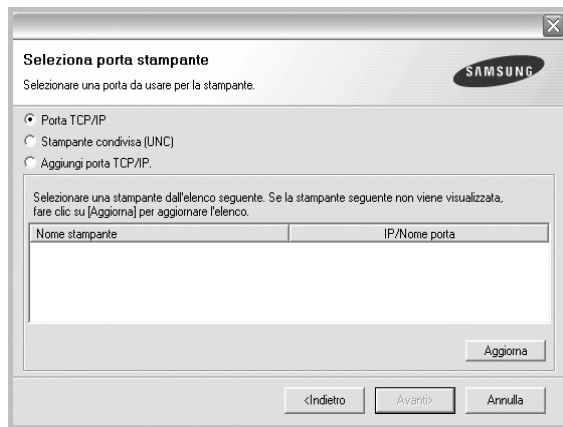 Seleziona porta stampante
Selezionare una porta da usare per la stampante.
SAMSUNG
Porta TCP/IP
Stampante condivisa (UNC)
Aggiungi porta TCP/IP.
Selezionare una stampante dall'elenco seguente. Se la stampante seguente non viene visualizzata,
fare clic su [Aggiorna] per aggiornare l'elenco.
Nome stampante IP/Nome porta
Aggiorna
<Indietro Avanti> Annulla